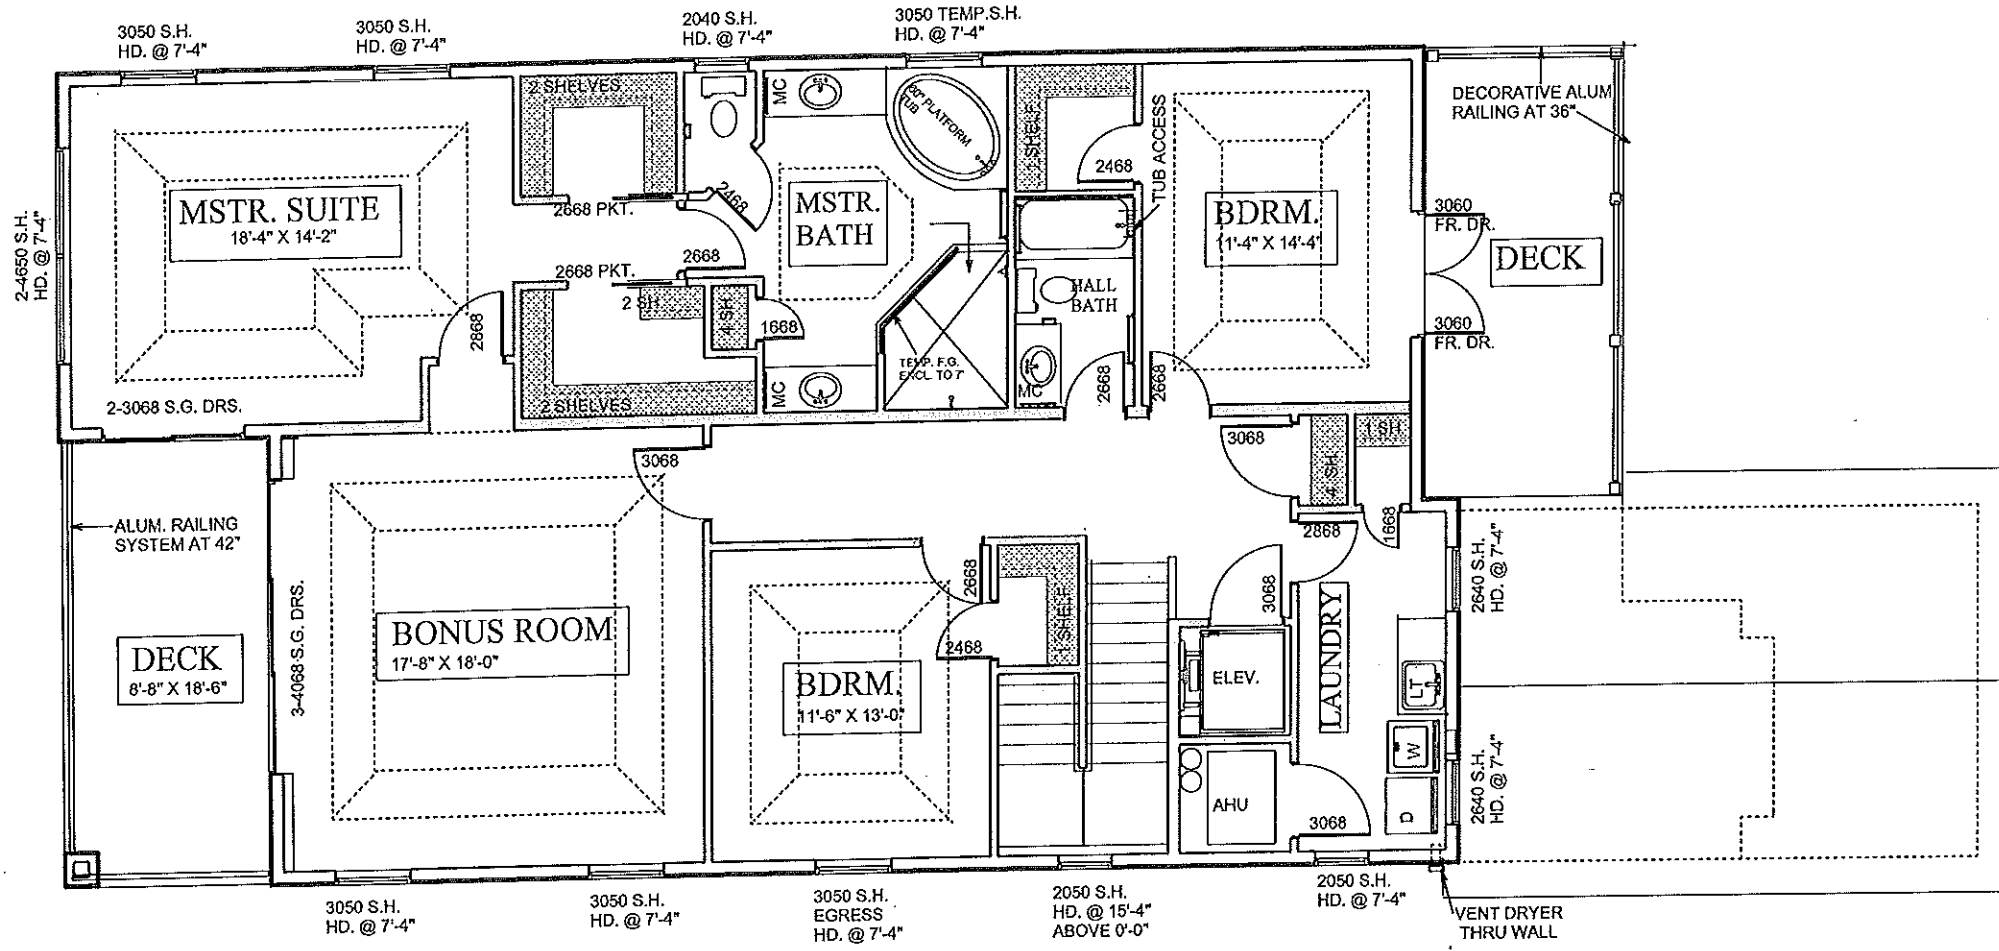 3050 S.H.
HD. @ 7'-4"
3050 S.H.
HD. @ 7'-4"
2040 S.H.
HD. @ 7'-4"
3050 TEMP.S.H.
HD. @ 7'-4"
2-4650 S.H.
HD. @ 7'-4"
MSTR. SUITE
18'-4" X 14'-2"
2-3068 S.G. DRS.
2868
2 SHELVES
2668 PKT.
2668 PKT.
2 SH
2 SHELVES
4 SH
2468
2668
1668
MC
MC
MSTR.
BATH
60" PLATFORM
TUB
TEMP. F.G.
ENCL. TO 7'
1 SHELF
2468
TUB ACCESS
HALL
BATH
MC
2668
2668
BDRM.
11'-4" X 14'-4"
3060
FR. DR.
3060
FR. DR.
DECK
DECORATIVE ALUM
RAILING AT 36"
ALUM. RAILING
SYSTEM AT 42"
DECK
8'-8" X 18'-6"
3-4068 S.G. DRS.
BONUS ROOM
17'-8" X 18'-0"
3068
BDRM.
11'-6" X 13'-0"
2668
2468
1 SHELF
3068
4 SH
1 SH
2868
1668
3068
ELEV.
AHU
3068
LAUNDRY
LT
W
D
2640 S.H.
HD. @ 7'-4"
2640 S.H.
HD. @ 7'-4"
3050 S.H.
HD. @ 7'-4"
3050 S.H.
HD. @ 7'-4"
3050 S.H.
EGRESS
HD. @ 7'-4"
2050 S.H.
HD. @ 15'-4"
ABOVE 0'-0"
2050 S.H.
HD. @ 7'-4"
VENT DRYER
THRU WALL